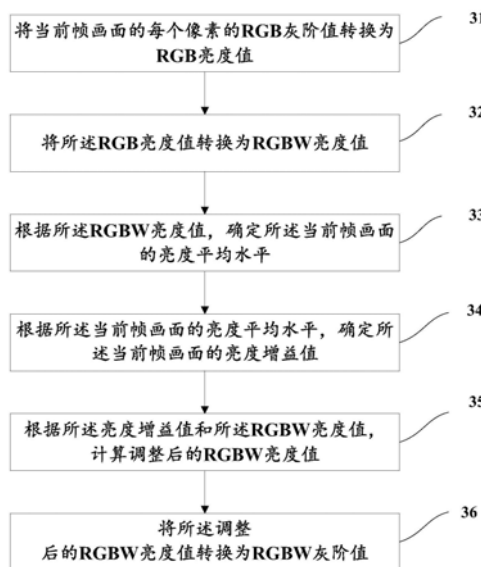 将当前帧画面的每个像素的RGB灰阶值转换为
RGB亮度值
31
将所述RGB亮度值转换为RGBW亮度值
32
根据所述RGBW亮度值，确定所述当前帧画面
的亮度平均水平
33
根据所述当前帧画面的亮度平均水平，确定所
述当前帧画面的亮度增益值
34
根据所述亮度增益值和所述RGBW亮度值，
计算调整后的RGBW亮度值
35
将所述调整
后的RGBW亮度值转换为RGBW灰阶值
36